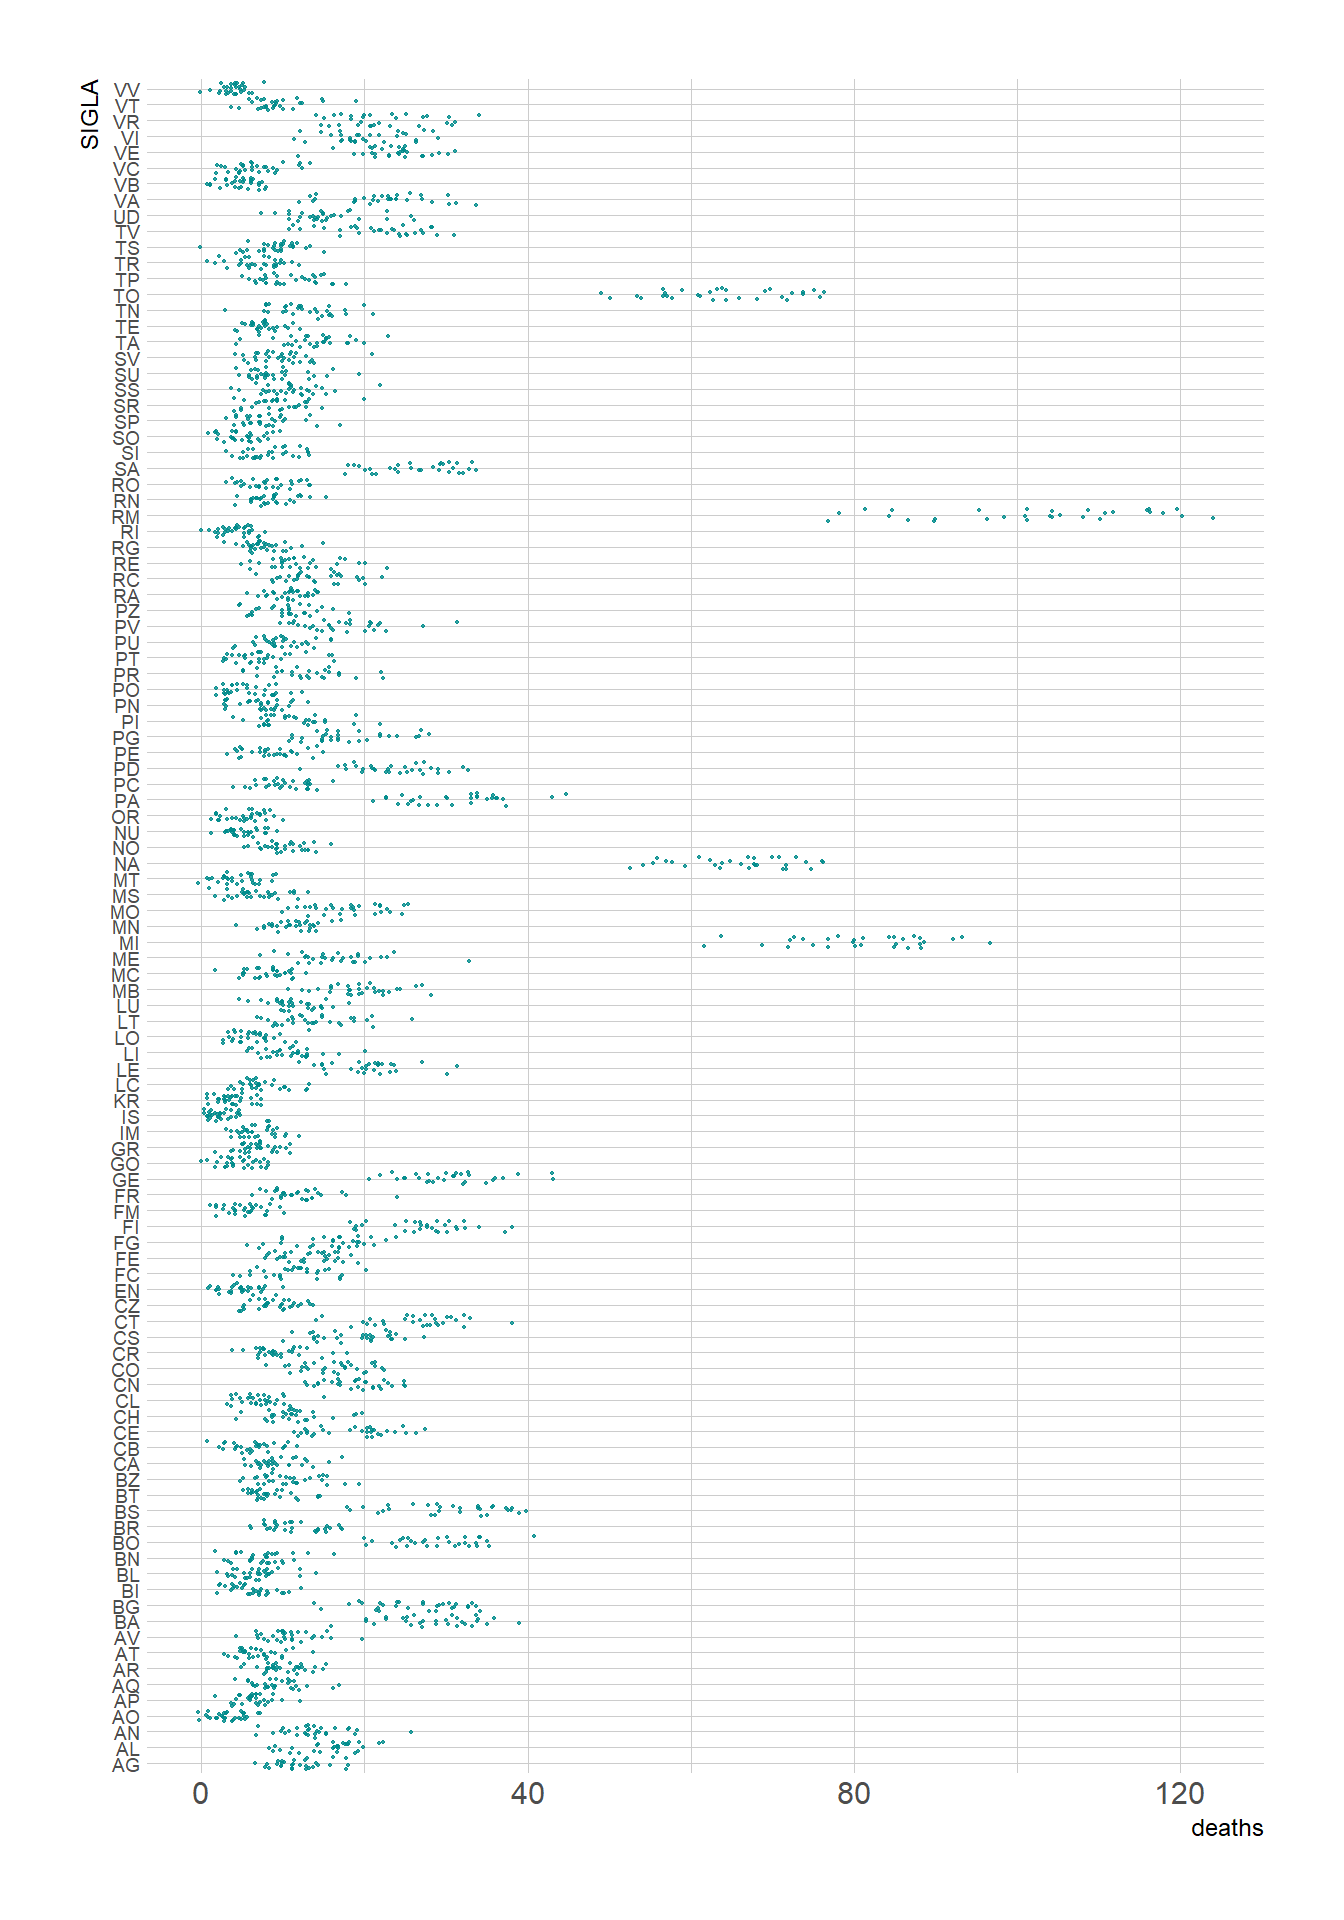 SIGLA
VV
VT
VR
VI
VE
VC
VB
VA
UD
TV
TS
TR
TP
TO
TN
TE
TA
SV
SU
SS
SR
SP
SO
SI
SA
RO
RN
RM
RI
RG
RE
RC
RA
PZ
PV
PU
PT
PR
PO
PN
PI
PG
PE
PD
PC
PA
OR
NU
NO
NA
MT
MS
MO
MN
MI
ME
MC
MB
LU
LT
LO
LI
LE
LC
KR
IS
IM
GR
GO
GE
FR
FM
FI
FG
FE
FC
EN
CZ
CT
CS
CR
CO
CN
CL
CH
CE
CB
CA
BZ
BT
BS
BR
BO
BN
BL
BI
BG
BA
AV
AT
AR
AQ
AP
AO
AN
AL
AG
0 40 80 120
deaths